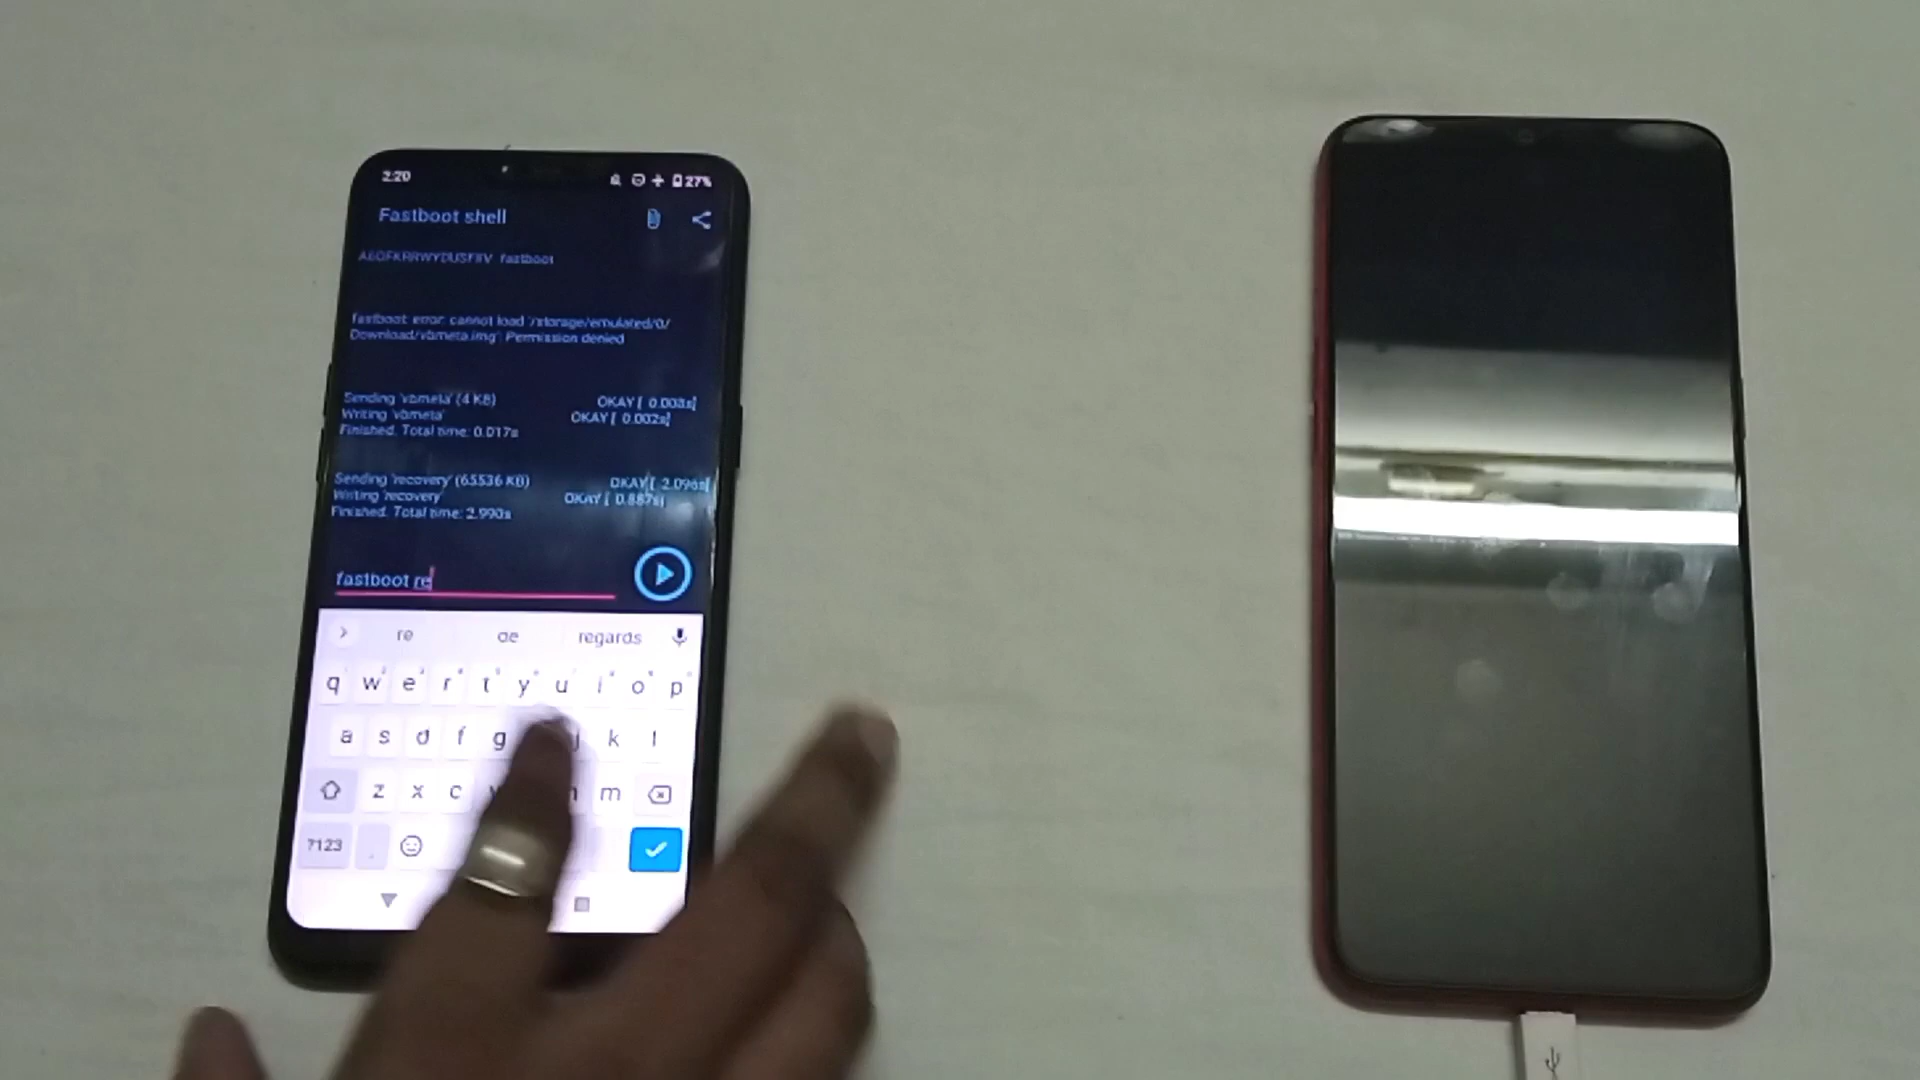 2:20
27%
Fastboot shell
fastboot
fastboot: error: cannot load '/storage/emulated/0/
Download/vbmeta.img': Permission denied
Sending 'vbmeta' (4 KB) OKAY [ 0.003s]
Writing 'vbmeta' OKAY [ 0.002s]
Finished. Total time: 0.017s
Sending 'recovery' (65536 KB) OKAY [ 2.096s]
Writing 'recovery' OKAY [ 0.887s]
Finished. Total time: 2.990s
fastboot re
re de regards
q w e r t y u i o p
a s d f g j k l
z x c v n m
?123 .